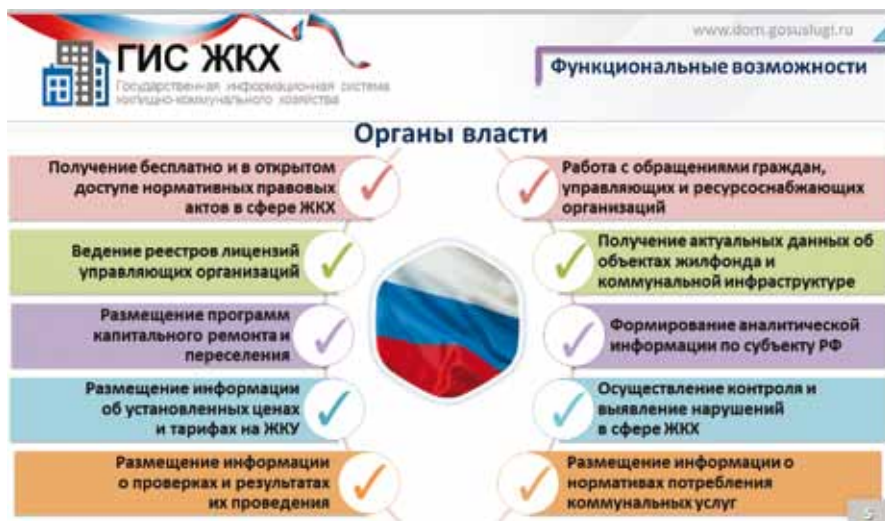 www.dom.gosuslugi.ru
ГИС ЖКХ
Государственная информационная система
жилищно-коммунального хозяйства
Функциональные возможности
Органы власти
Получение бесплатно и в открытом
доступе нормативных правовых
актов в сфере ЖКХ
Ведение реестров лицензий
управляющих организаций
Размещение программ
капитального ремонта и
переселения
Размещение информации
об установленных ценах
и тарифах на ЖКУ
Размещение информации
о проверках и результатах
их проведения
Работа с обращениями граждан,
управляющих и ресурсоснабжающих
организаций
Получение актуальных данных об
объектах жилфонда и
коммунальной инфраструктуре
Формирование аналитической
информации по субъекту РФ
Осуществление контроля и
выявление нарушений
в сфере ЖКХ
Размещение информации о
нормативах потребления
коммунальных услуг
5